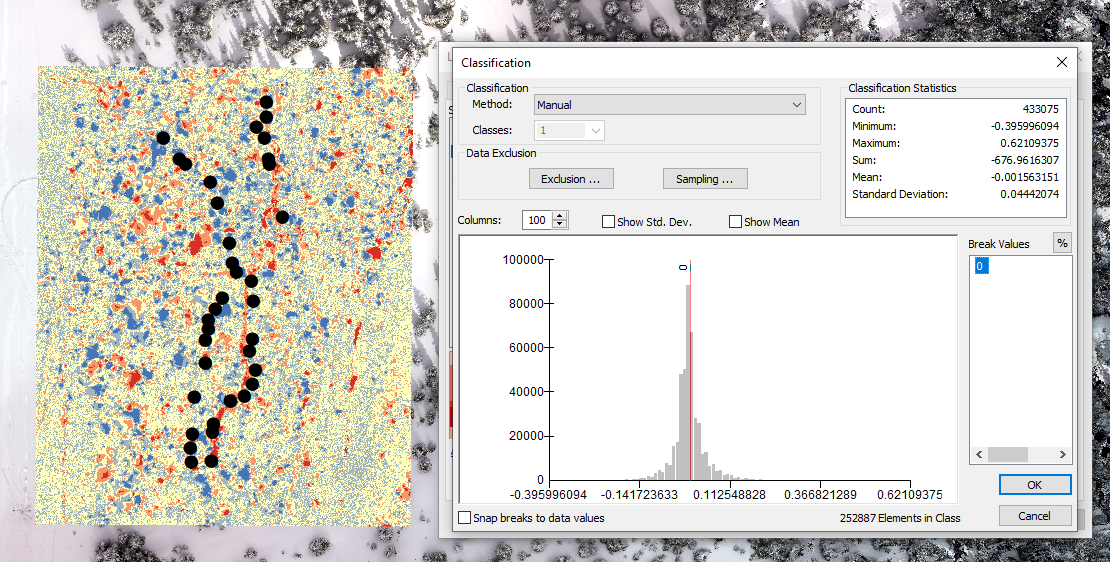 Classification
Classification
Method:
Manual
Classes:
1
Data Exclusion
Exclusion ...
Sampling ...
Columns:
100
Show Std. Dev.
Show Mean
Classification Statistics
Count: 433075
Minimum: -0.395996094
Maximum: 0.62109375
Sum: -676.9616307
Mean: -0.001563151
Standard Deviation: 0.04442074
Break Values
%
0
0
100000
80000
60000
40000
20000
0
-0.395996094 -0.141723633 0.112548828 0.366821289 0.62109375
Snap breaks to data values
252887 Elements in Class
OK
Cancel